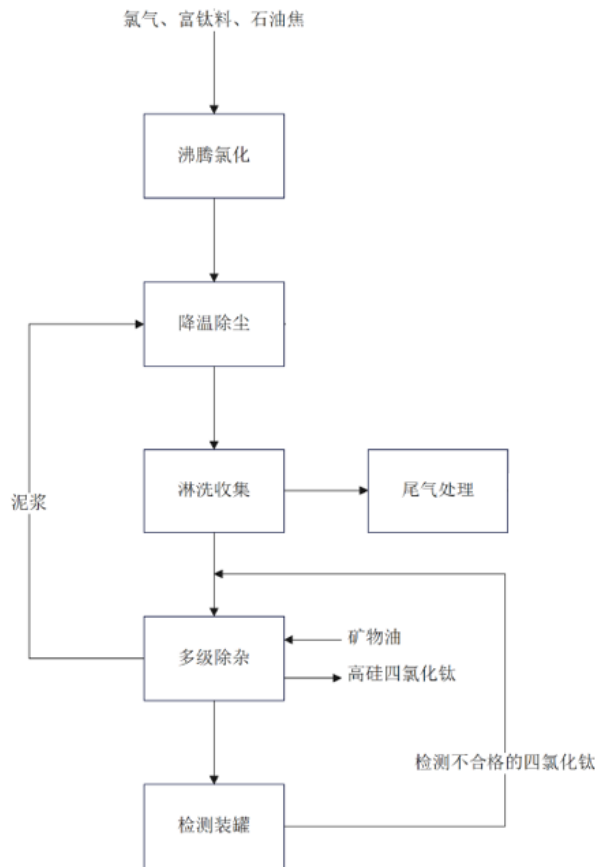 氯气、富钛料、石油焦
沸腾氯化
降温除尘
淋洗收集
尾气处理
泥浆
多级除杂
矿物油
高硅四氯化钛
检测不合格的四氯化钛
检测装罐